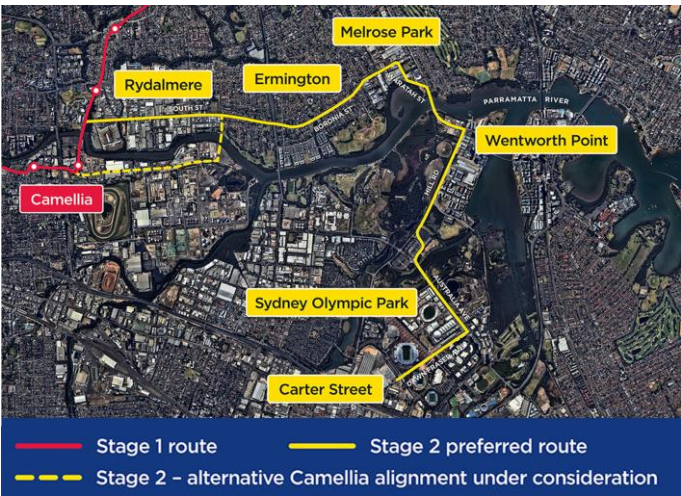 Melrose Park
Rydalmere
Ermington
SOUTH ST
BORONIA ST
WARATAH ST
PARRAMATTA RIVER
Wentworth Point
HILL RD
Camellia
Sydney Olympic Park
AUSTRALIA AVE
DAWN FRASER AVE
Carter Street
Stage 1 route
Stage 2 preferred route
Stage 2 – alternative Camellia alignment under consideration